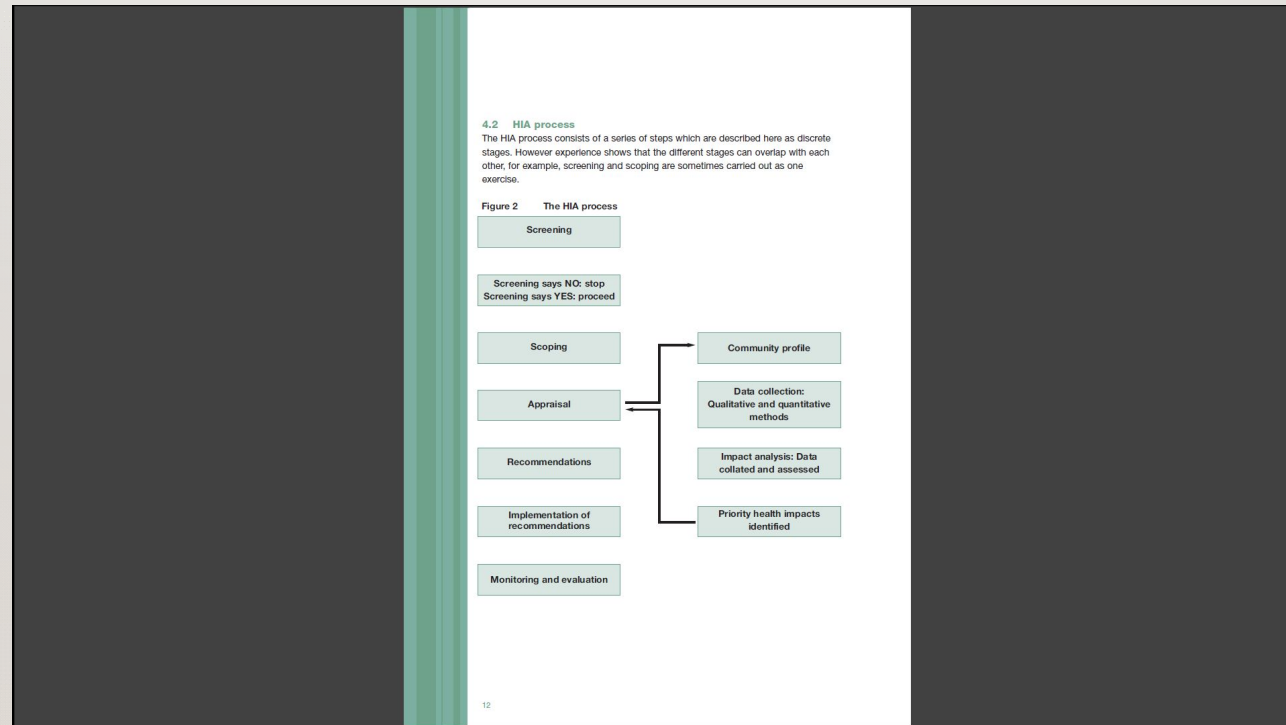 4.2 HIA process
The HIA process consists of a series of steps which are described here as discrete
stages. However experience shows that the different stages can overlap with each
other, for example, screening and scoping are sometimes carried out as one
exercise.
Figure 2 The HIA process
Screening
Screening says NO: stop
Screening says YES: proceed
Scoping
Appraisal
Recommendations
Implementation of
recommendations
Monitoring and evaluation
Community profile
Data collection:
Qualitative and quantitative
methods
Impact analysis: Data
collated and assessed
Priority health impacts
identified
12